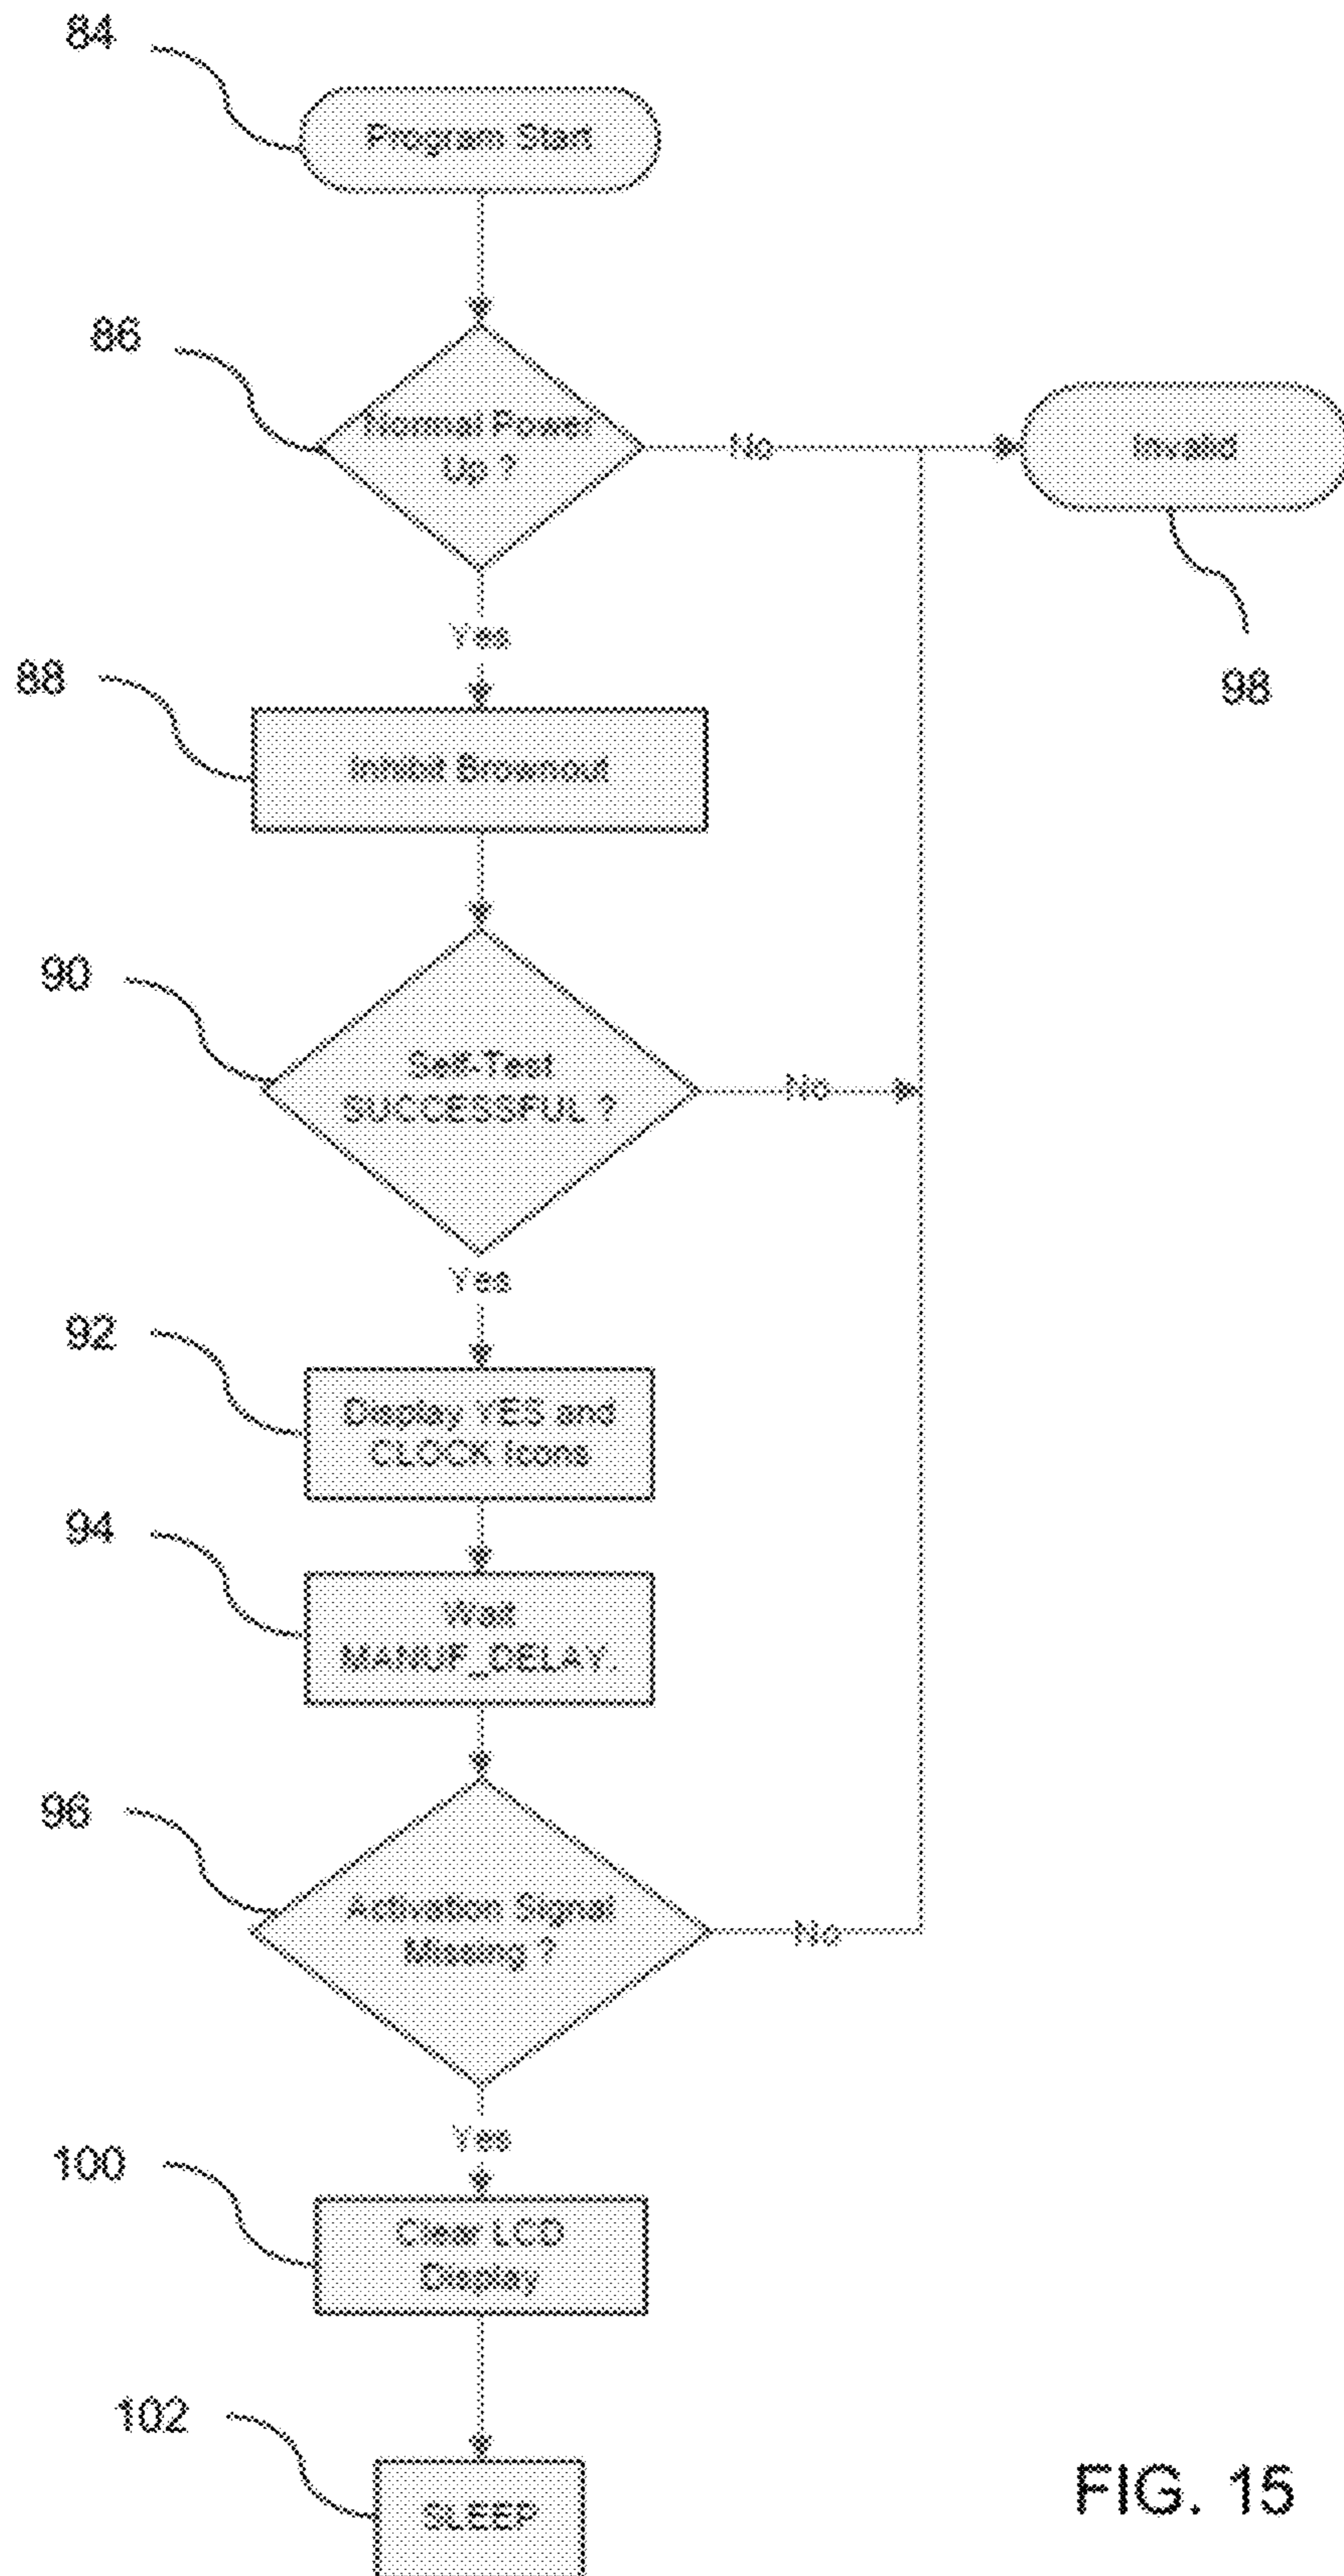 84
Program Start
86
Normal Power
Up ?
No
Invalid
98
Yes
88
Inhibit Brownout
90
Self-Test
SUCCESSFUL ?
No
Yes
92
Display YES and
CLOCK icons
94
Wait
MANUF_DELAY.
96
Activation Signal
Missing ?
No
Yes
100
Clear LCD
Display
102
SLEEP
FIG. 15